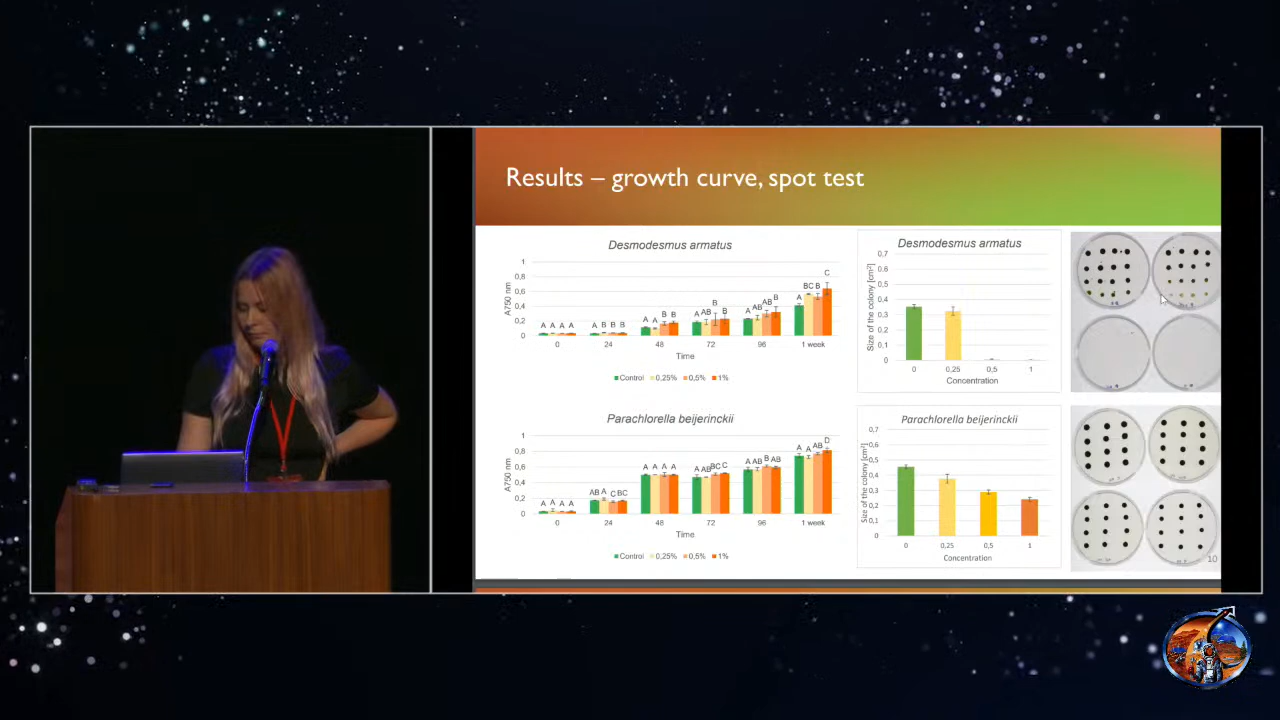 Results – growth curve, spot test
Desmodesmus armatus
A750 nm
1
0,8
0,6
0,4
0,2
0
A A A A
A B B B
A A B B
A AB B B
A AB AB B
A BC B C
0 24 48 72 96 1 week
Time
Control 0,25% 0,5% 1%
Desmodesmus armatus
Size of the colony [cm²]
0,7
0,6
0,5
0,4
0,3
0,2
0,1
0
0 0,25 0,5 1
Concentration
Parachlorella beijerinckii
A750 nm
1
0,8
0,6
0,4
0,2
0
A A A A
AB A C BC
A A A A
A AB BC C
A AB B AB
A A AB D
0 24 48 72 96 1 week
Time
Control 0,25% 0,5% 1%
Parachlorella beijerinckii
Size of the colony [cm²]
0,7
0,6
0,5
0,4
0,3
0,2
0,1
0
0 0,25 0,5 1
Concentration
10